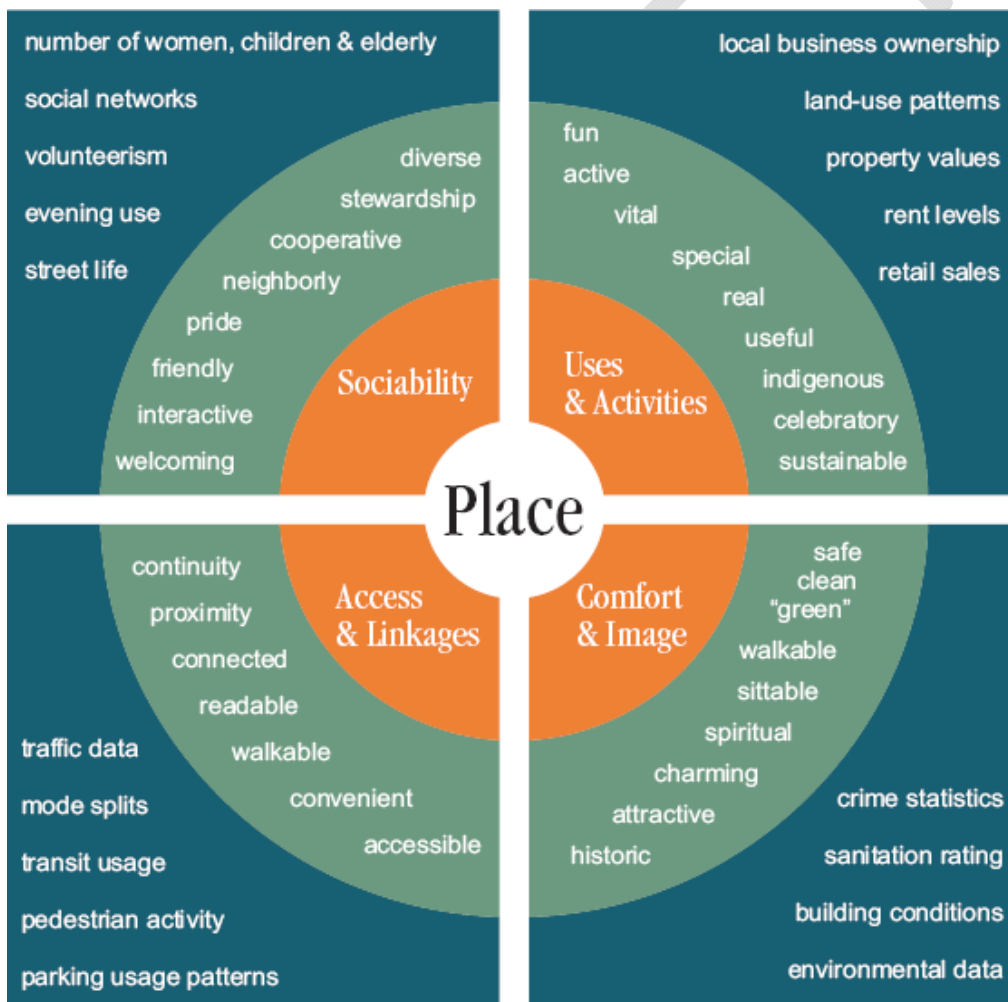 number of women, children & elderly
social networks
volunteerism
evening use
street life
diverse
stewardship
cooperative
neighborly
pride
friendly
interactive
welcoming
Sociability
local business ownership
land-use patterns
property values
rent levels
retail sales
fun
active
vital
special
real
useful
indigenous
celebratory
sustainable
Uses
& Activities
Place
continuity
proximity
connected
readable
walkable
convenient
accessible
Access
& Linkages
traffic data
mode splits
transit usage
pedestrian activity
parking usage patterns
Comfort
& Image
safe
clean
"green"
walkable
sittable
spiritual
charming
attractive
historic
crime statistics
sanitation rating
building conditions
environmental data